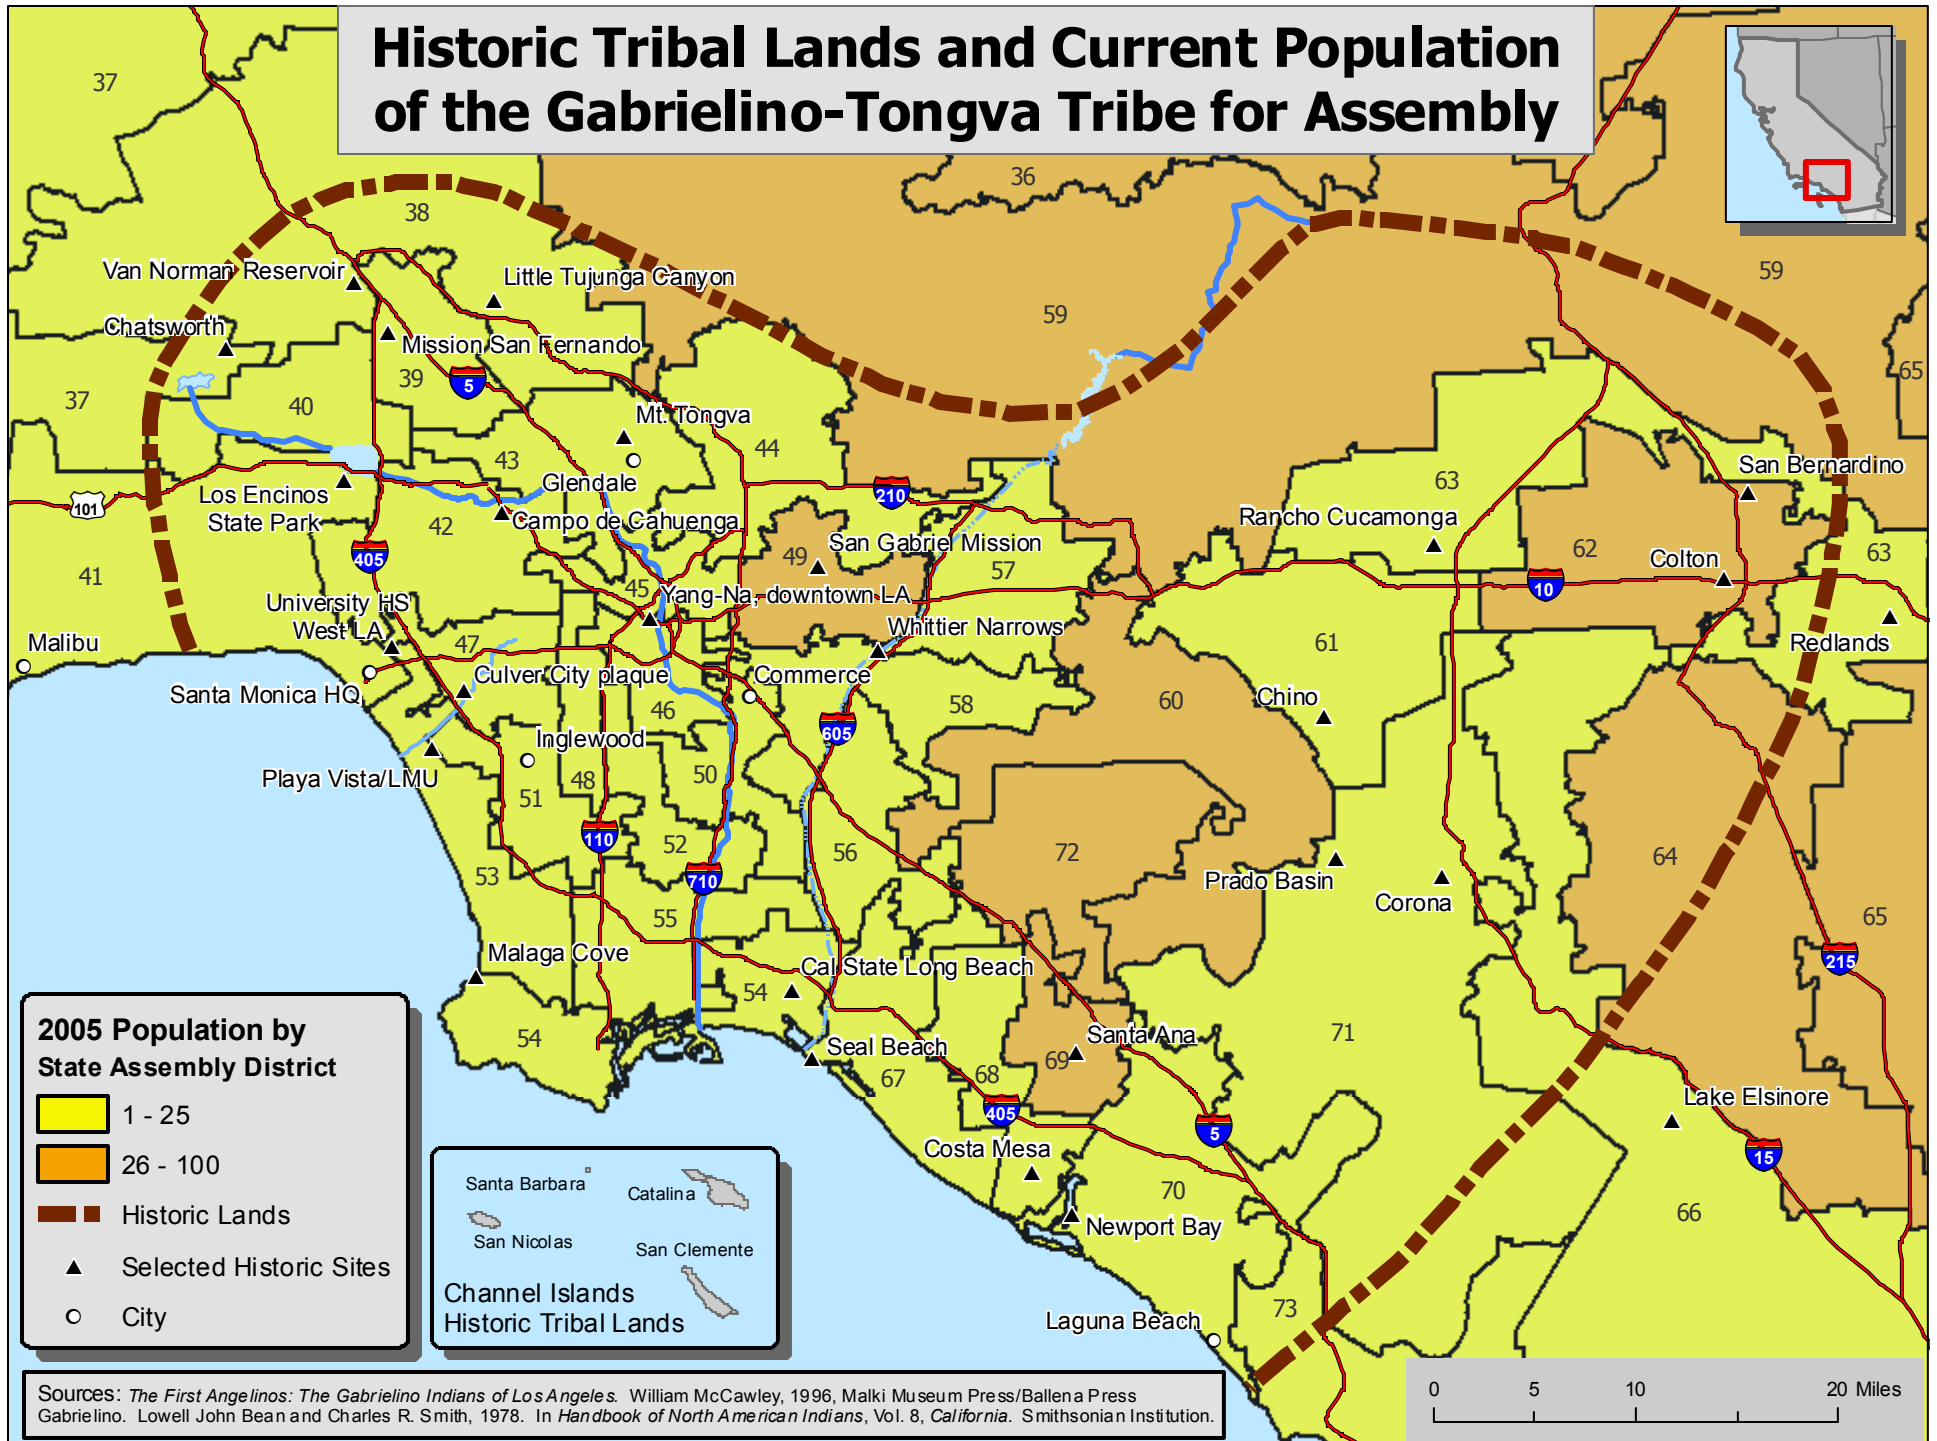 Historic Tribal Lands and Current Population
of the Gabrielino-Tongva Tribe for Assembly
37
36
38
59
59
Van Norman Reservoir
Little Tujunga Canyon
Chatsworth
Mission San Fernando
65
37
40
39
5
Mt. Tongva
44
43
Glendale
63
San Bernardino
101
Los Encinos
State Park
210
42
Campo de Cahuenga
Rancho Cucamonga
405
49
San Gabriel Mission
57
62
Colton
63
41
45
Yang-Na, downtown LA
10
University HS
West LA
Whittier Narrows
Redlands
Malibu
47
61
Santa Monica HQ
Culver City plaque
Commerce
58
60
Chino
46
605
Inglewood
Playa Vista/LMU
48
50
51
110
52
56
72
64
53
710
Prado Basin
Corona
55
65
Malaga Cove
Cal State Long Beach
215
54
54
Seal Beach
67
68
69
Santa Ana
71
405
5
Lake Elsinore
15
Costa Mesa
70
66
Newport Bay
73
Laguna Beach
2005 Population by
State Assembly District
1 - 25
26 - 100
Historic Lands
Selected Historic Sites
City
Santa Barbara
Catalina
San Nicolas
San Clemente
Channel Islands
Historic Tribal Lands
Sources: The First Angelinos: The Gabrielino Indians of Los Angeles. William McCawley, 1996, Malki Museum Press/Ballena Press
Gabrielino. Lowell John Bean and Charles R. Smith, 1978. In Handbook of North American Indians, Vol. 8, California. Smithsonian Institution.
0 5 10 20 Miles